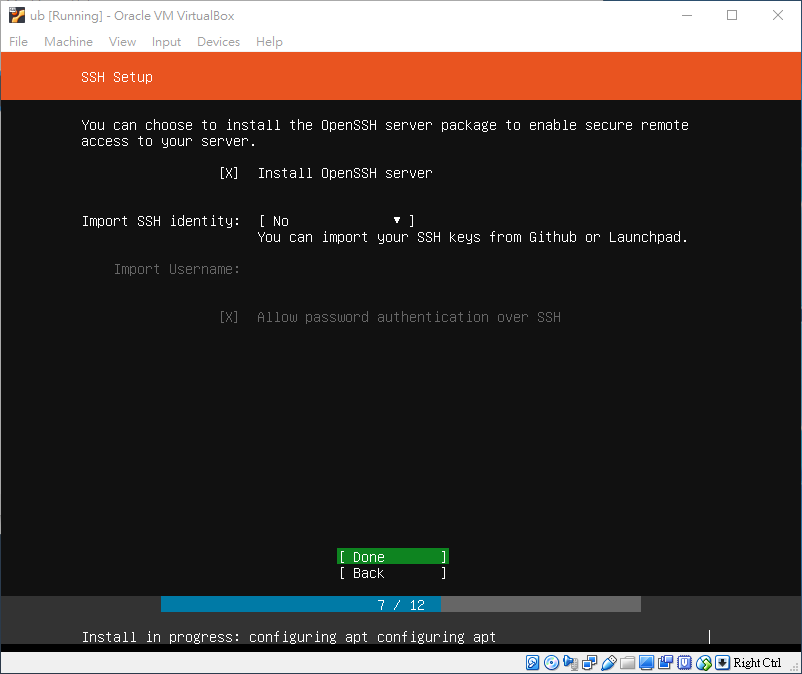 ub [Running] - Oracle VM VirtualBox
File Machine View Input Devices Help
SSH Setup
You can choose to install the OpenSSH server package to enable secure remote
access to your server.
[X] Install OpenSSH server
Import SSH identity: [ No ▾ ]
You can import your SSH keys from Github or Launchpad.
Import Username:
[X] Allow password authentication over SSH
[ Done ]
[ Back ]
7 / 12
Install in progress: configuring apt configuring apt
Right Ctrl